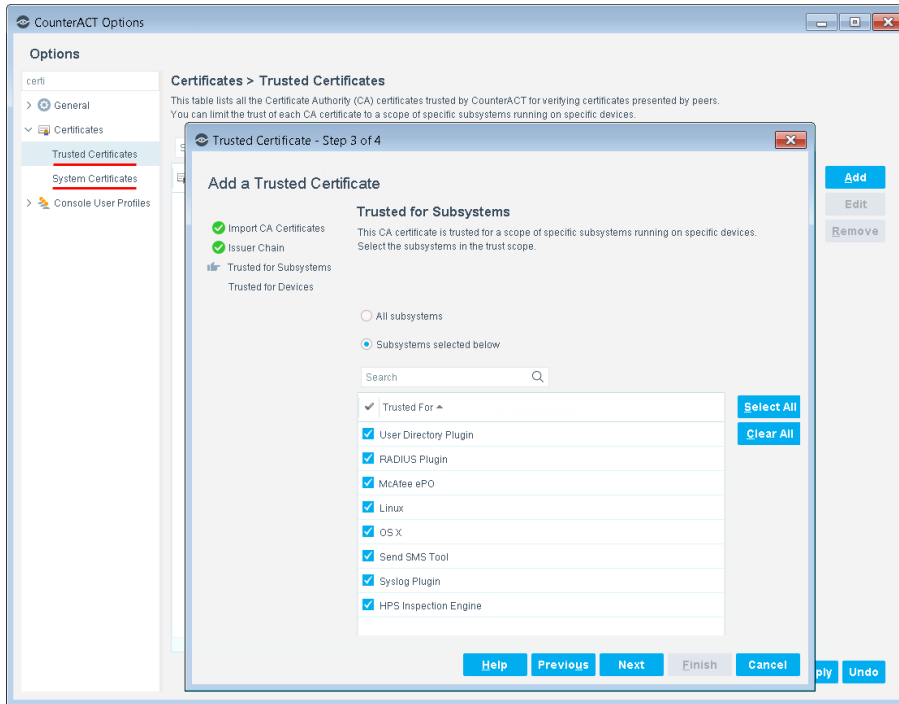 CounterACT Options
Options
certi
General
Certificates
Trusted Certificates
System Certificates
Console User Profiles
Certificates > Trusted Certificates
This table lists all the Certificate Authority (CA) certificates trusted by CounterACT for verifying certificates presented by peers.
You can limit the trust of each CA certificate to a scope of specific subsystems running on specific devices.
Add
Edit
Remove
Trusted Certificate - Step 3 of 4
Add a Trusted Certificate
Import CA Certificates
Issuer Chain
Trusted for Subsystems
Trusted for Devices
Trusted for Subsystems
This CA certificate is trusted for a scope of specific subsystems running on specific devices.
Select the subsystems in the trust scope.
All subsystems
Subsystems selected below
Search
Trusted For
Select All
Clear All
User Directory Plugin
RADIUS Plugin
McAfee ePO
Linux
OS X
Send SMS Tool
Syslog Plugin
HPS Inspection Engine
Help Previous Next Finish Cancel
Undo